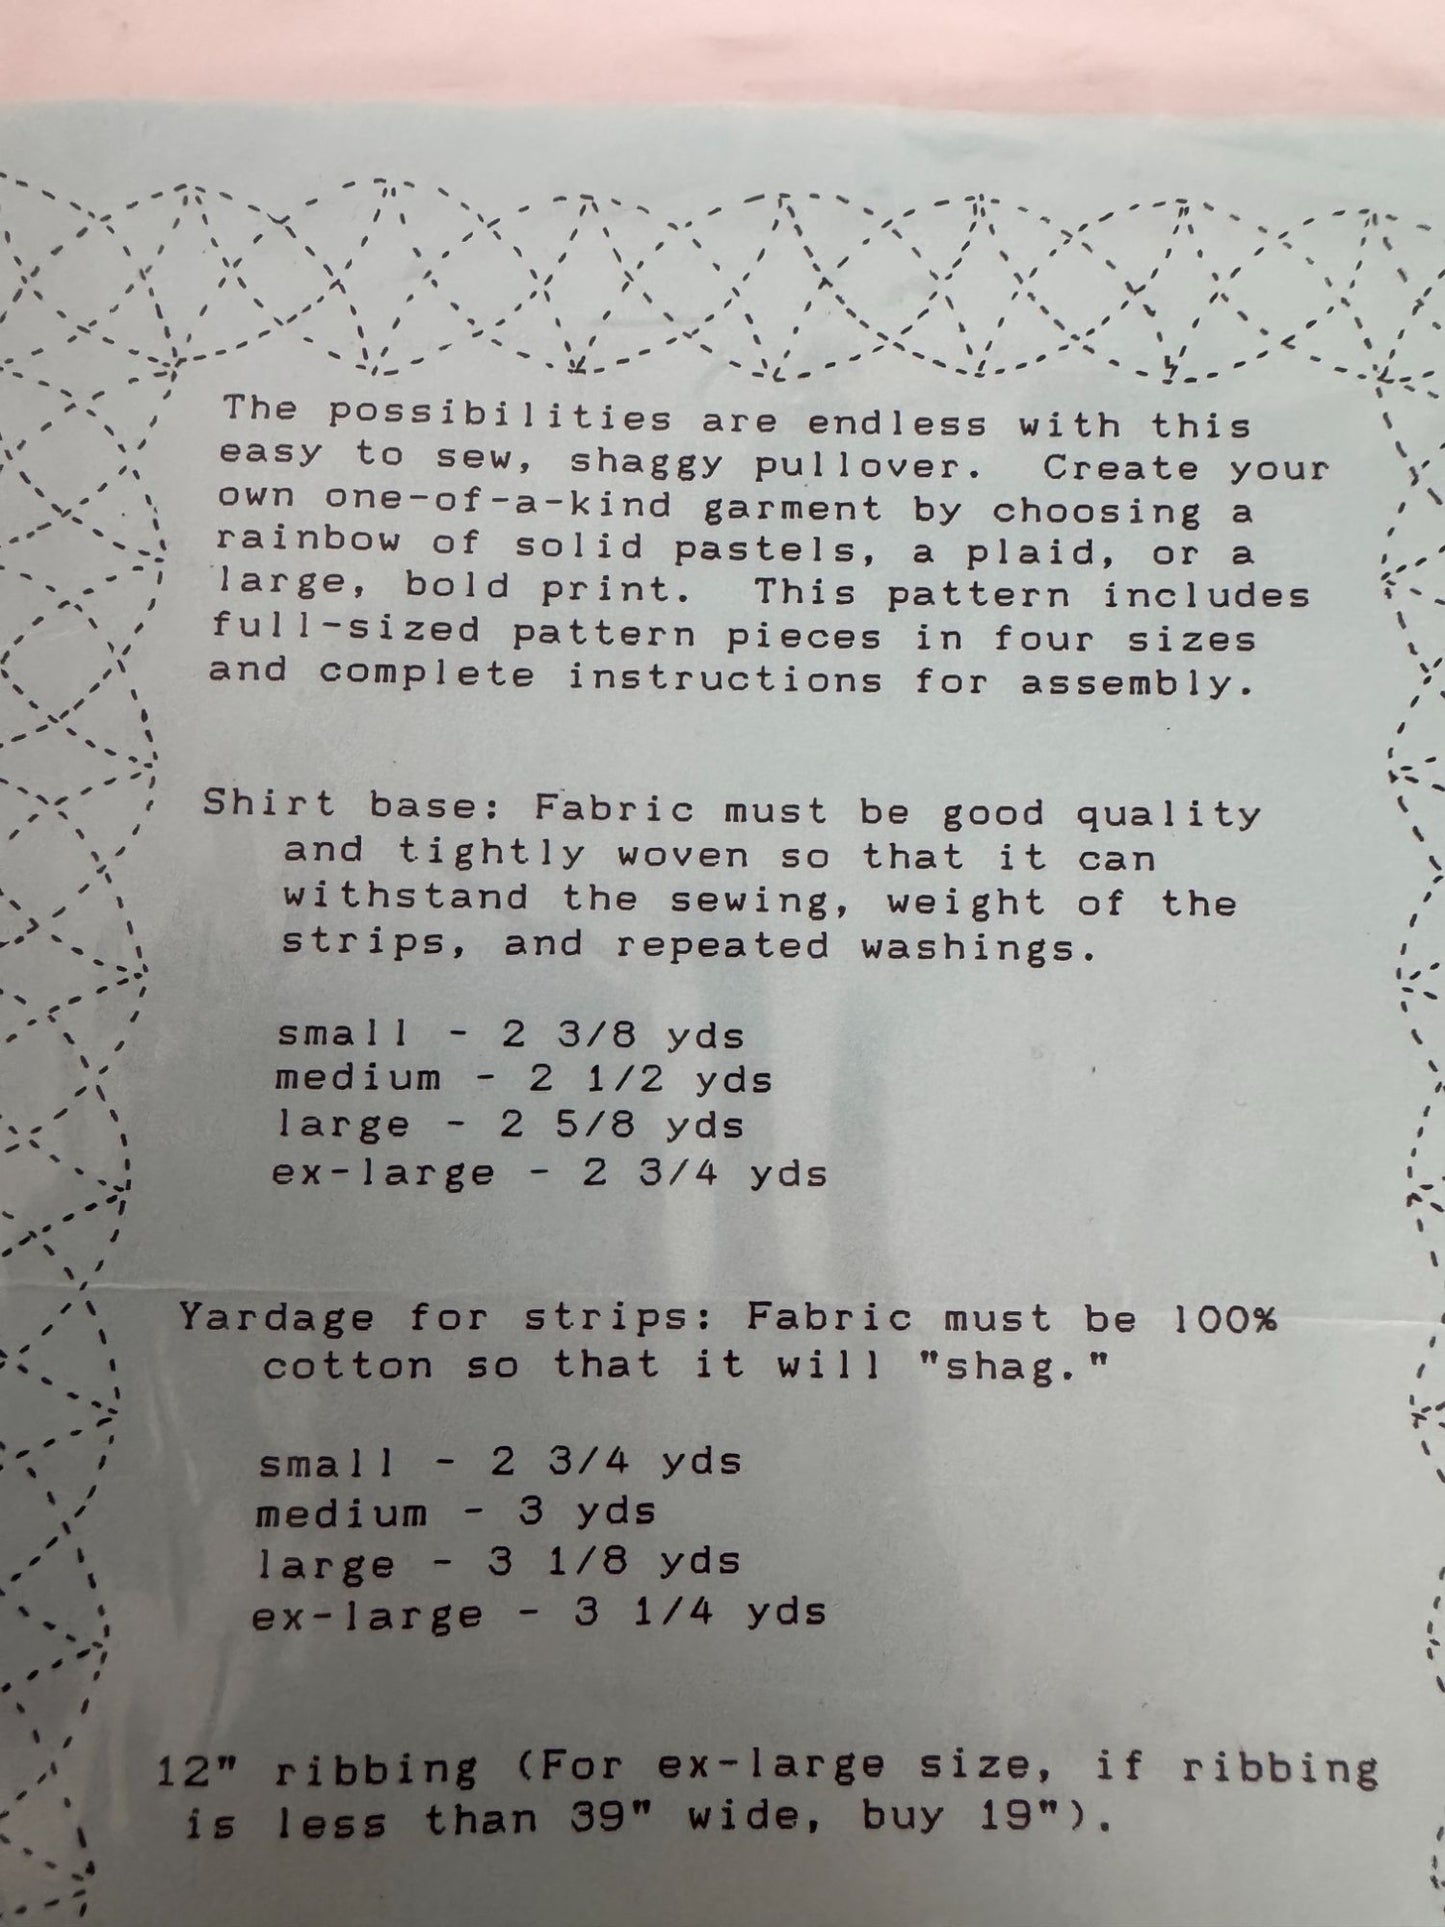 The possibilities are endless with this
easy to sew, shaggy pullover. Create your
own one-of-a-kind garment by choosing a
rainbow of solid pastels, a plaid, or a
large, bold print. This pattern includes
full-sized pattern pieces in four sizes
and complete instructions for assembly.
Shirt base: Fabric must be good quality
and tightly woven so that it can
withstand the sewing, weight of the
strips, and repeated washings.
small - 2 3/8 yds
medium - 2 1/2 yds
large - 2 5/8 yds
ex-large - 2 3/4 yds
Yardage for strips: Fabric must be 100%
cotton so that it will "shag."
small - 2 3/4 yds
medium - 3 yds
large - 3 1/8 yds
ex-large - 3 1/4 yds
12" ribbing (For ex-large size, if ribbing
is less than 39" wide, buy 19").